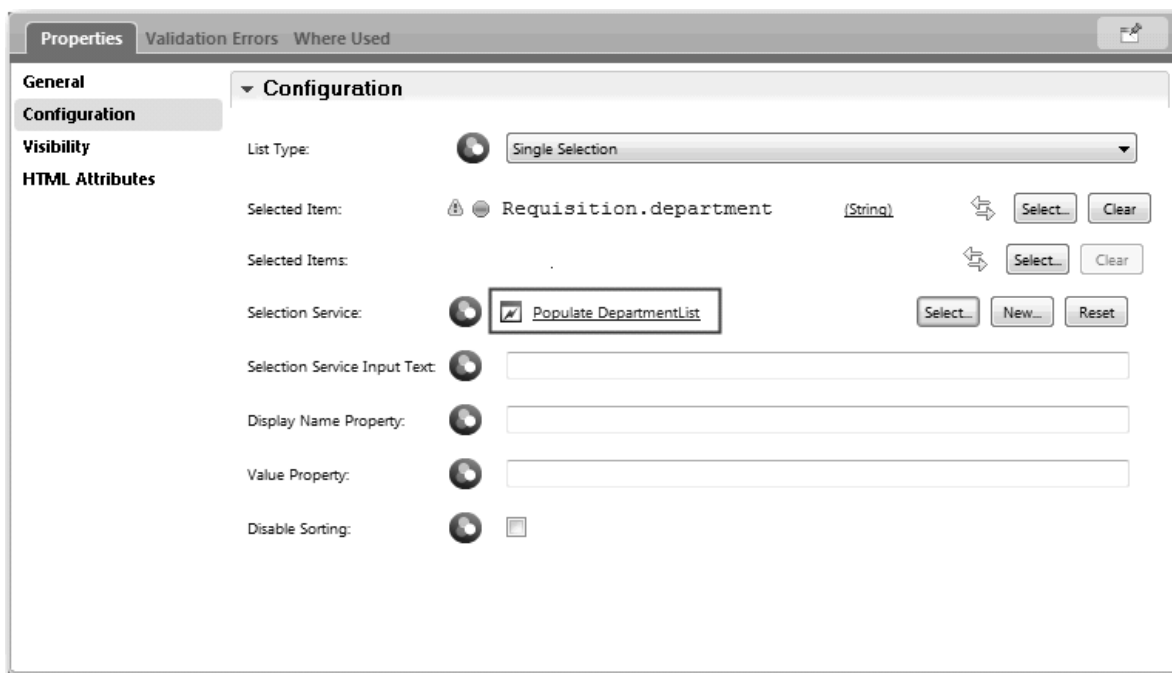 Properties Validation Errors Where Used
General
Configuration
Visibility
HTML Attributes
Configuration
List Type: Single Selection
Selected Item: Requisition.department (String) Select... Clear
Selected Items: Select... Clear
Selection Service: Populate DepartmentList Select... New... Reset
Selection Service Input Text:
Display Name Property:
Value Property:
Disable Sorting: